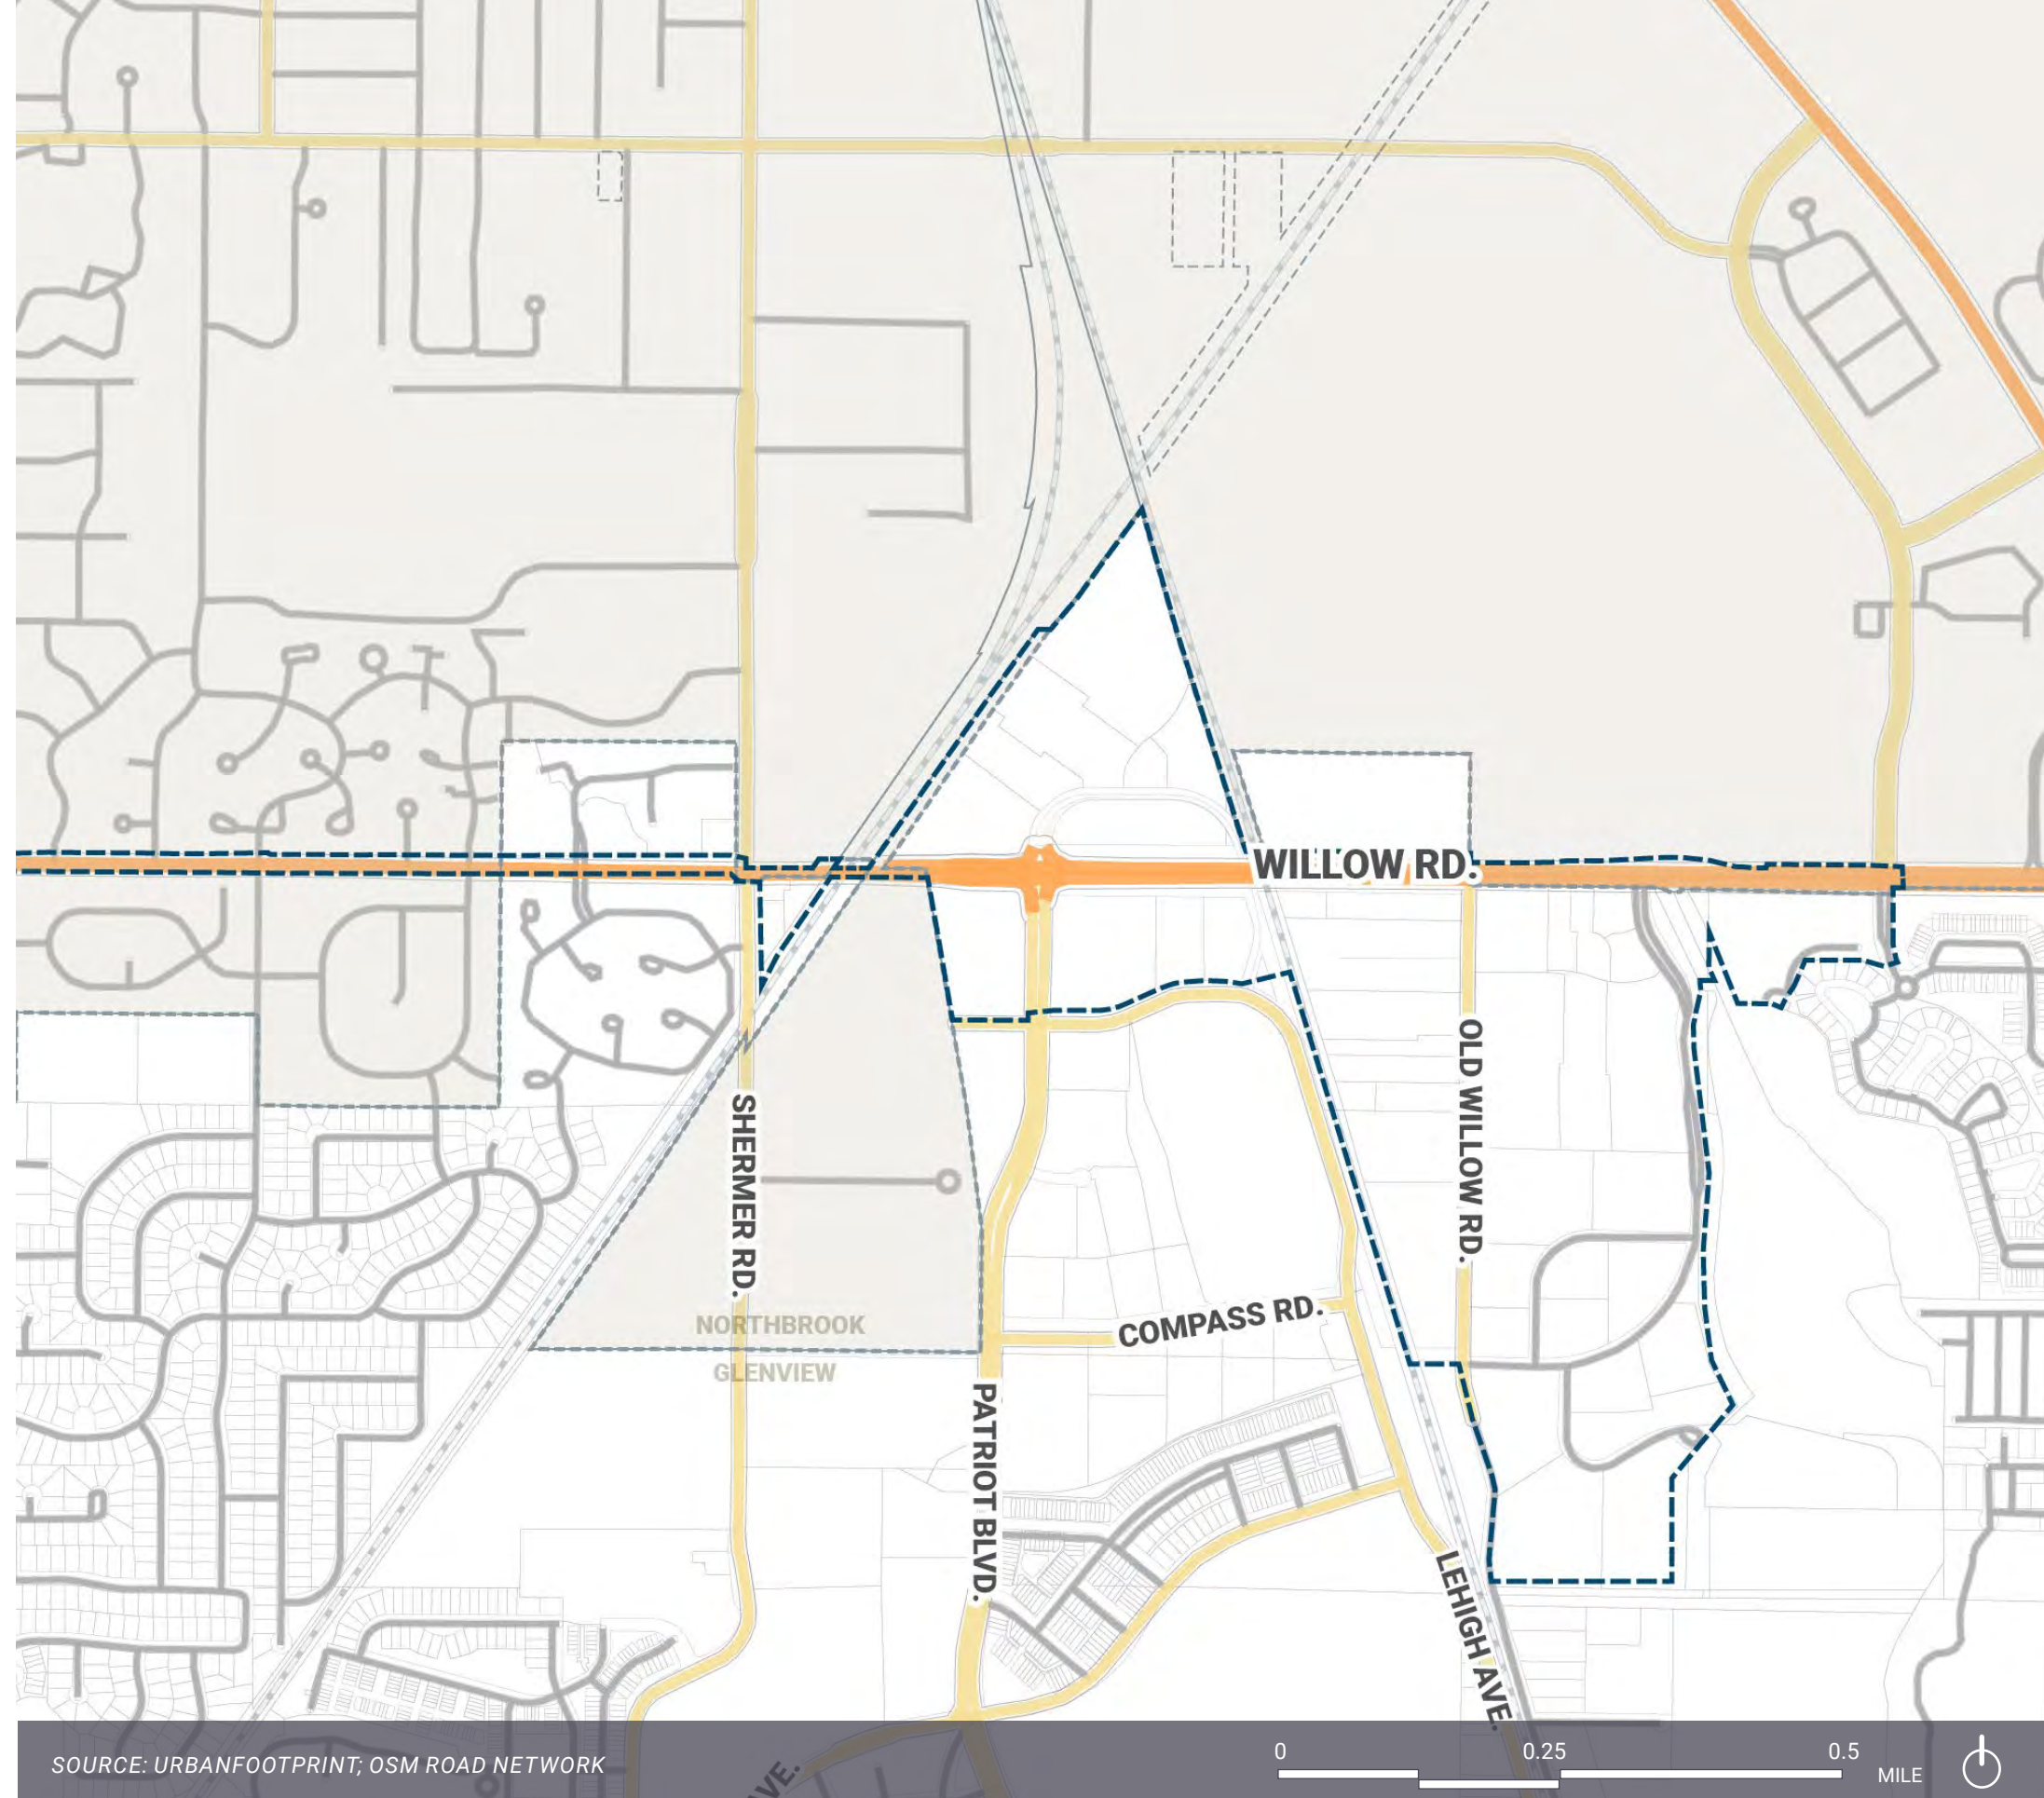 WILLOW RD.
OLD WILLOW RD.
SHERMER RD.
COMPASS RD.
NORTHBROOK
GLENVIEW
PATRIOT BLVD.
LEHIGH AVE.
VE.
SOURCE: URBANFOOTPRINT; OSM ROAD NETWORK
0 0.25 0.5
MILE